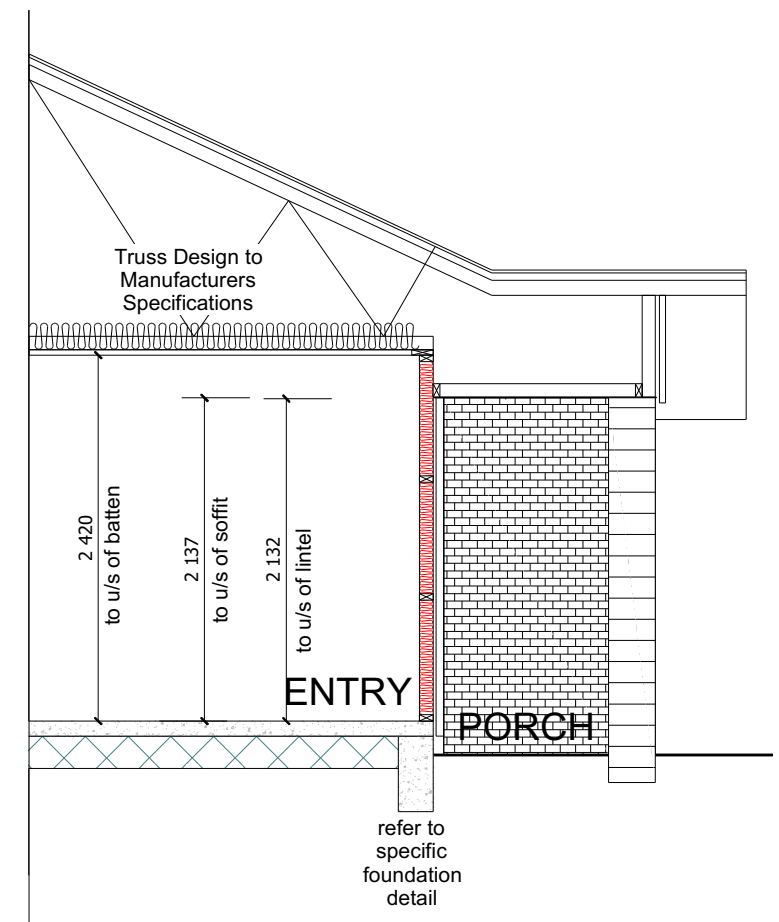 Truss Design to
Manufacturers
Specifications
2 420
to u/s of batten
2 137
to u/s of soffit
2 132
to u/s of lintel
ENTRY
PORCH
refer to
specific
foundation
detail